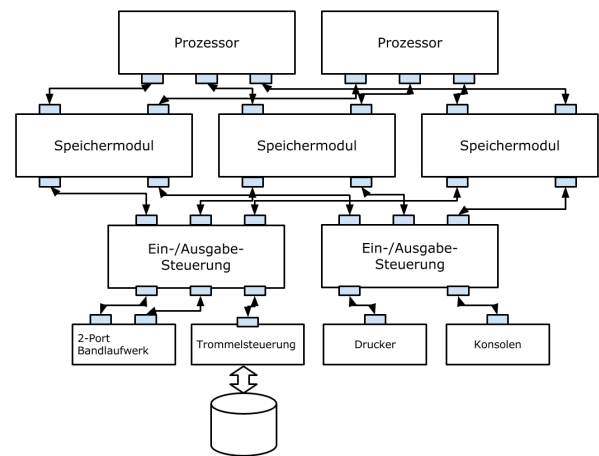 Prozessor
Prozessor
Speichermodul
Speichermodul
Speichermodul
Ein-/Ausgabe-
Steuerung
Ein-/Ausgabe-
Steuerung
2-Port
Bandlaufwerk
Trommelsteuerung
Drucker
Konsolen